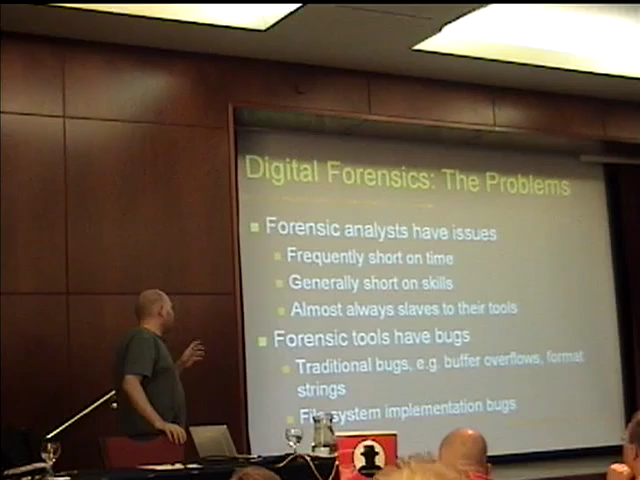 Digital Forensics: The Problems
Forensic analysts have issues
Frequently short on time
Generally short on skills
Almost always slaves to their tools
Forensic tools have bugs
Traditional bugs, e.g. buffer overflows, format
strings
File system implementation bugs